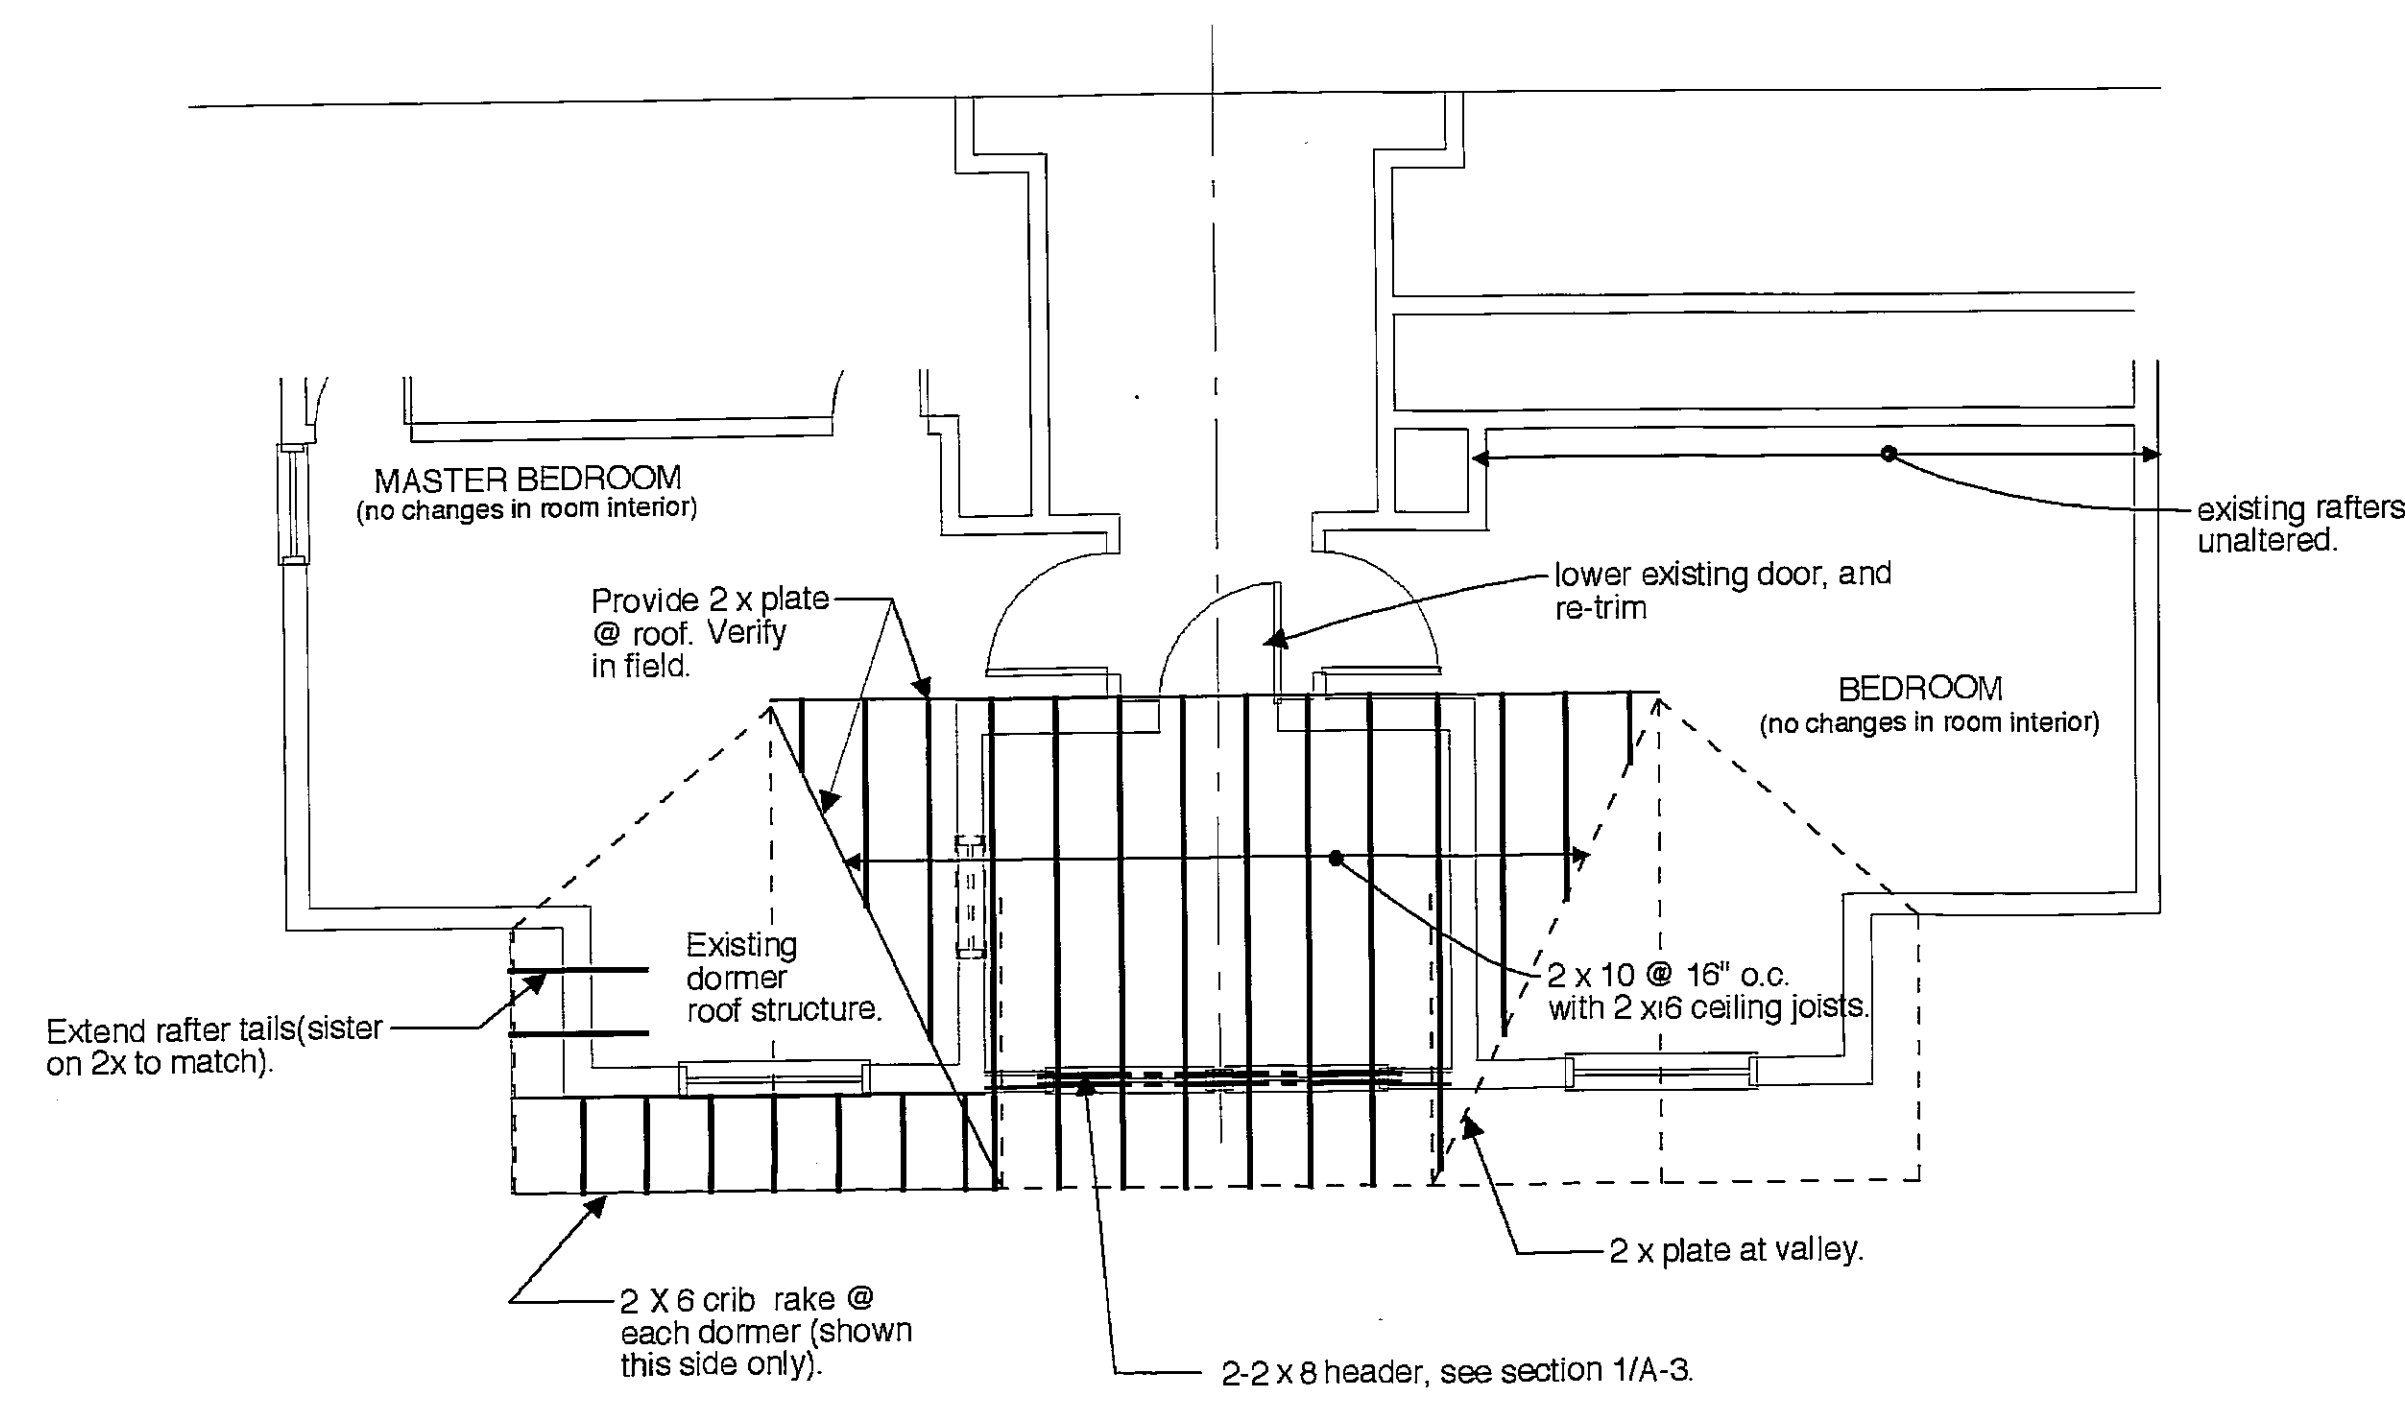 MASTER BEDROOM
(no changes in room interior)
existing rafters
unaltered.
lower existing door, and
re-trim
Provide 2 x plate
@ roof. Verify
in field.
BEDROOM
(no changes in room interior)
Existing
dormer
roof structure.
2 x 10 @ 16" o.c.
with 2 x 6 ceiling joists.
Extend rafter tails(sister
on 2x to match).
2 x plate at valley.
2 X 6 crib rake @
each dormer (shown
this side only).
2-2 x 8 header, see section 1/A-3.